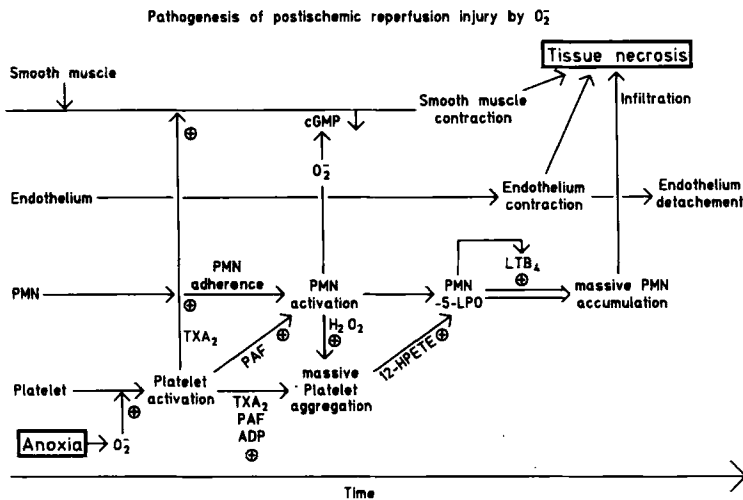 Pathogenesis of postischemic reperfusion injury by O₂⁻
Tissue necrosis
Smooth muscle
Smooth muscle
contraction
Infiltration
cGMP
⊕
O₂⁻
Endothelium
Endothelium
contraction
Endothelium
detachement
PMN
adherence
LTB₄
⊕
PMN
⊕
PMN
activation
PMN
-5-LPO
massive PMN
accumulation
TXA₂
PAF
⊕
H₂O₂
⊕
12-HPETE
⊕
Platelet
⊕
Platelet
activation
massive
Platelet
aggregation
TXA₂
PAF
ADP
⊕
Anoxia
O₂⁻
Time